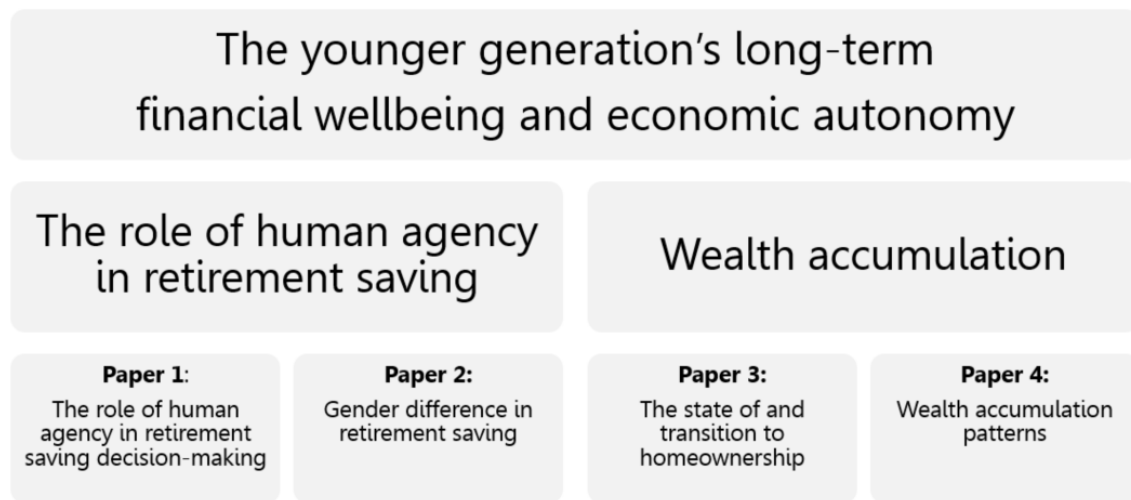 The younger generation’s long-term
financial wellbeing and economic autonomy
The role of human agency
in retirement saving
Wealth accumulation
Paper 1:
The role of human
agency in retirement
saving decision-making
Paper 2:
Gender difference in
retirement saving
Paper 3:
The state of and
transition to
homeownership
Paper 4:
Wealth accumulation
patterns